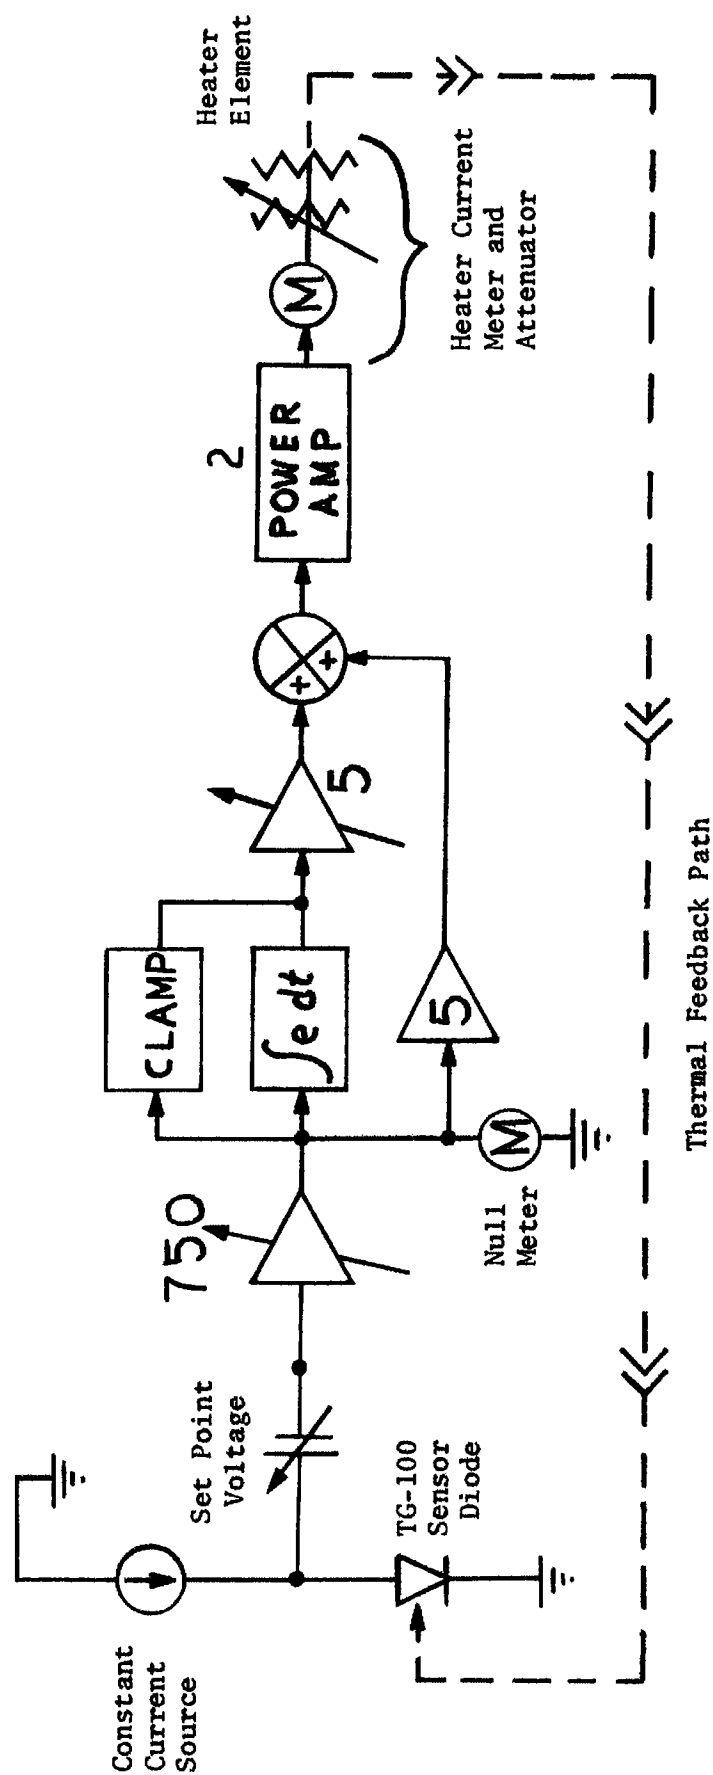 Constant
Current
Source
Set Point
Voltage
TG-100
Sensor
Diode
750
Null
Meter
M
CLAMP
∫e dt
5
5
+
+
2
POWER
AMP
M
Heater
Element
Heater Current
Meter and
Attenuator
Thermal Feedback Path